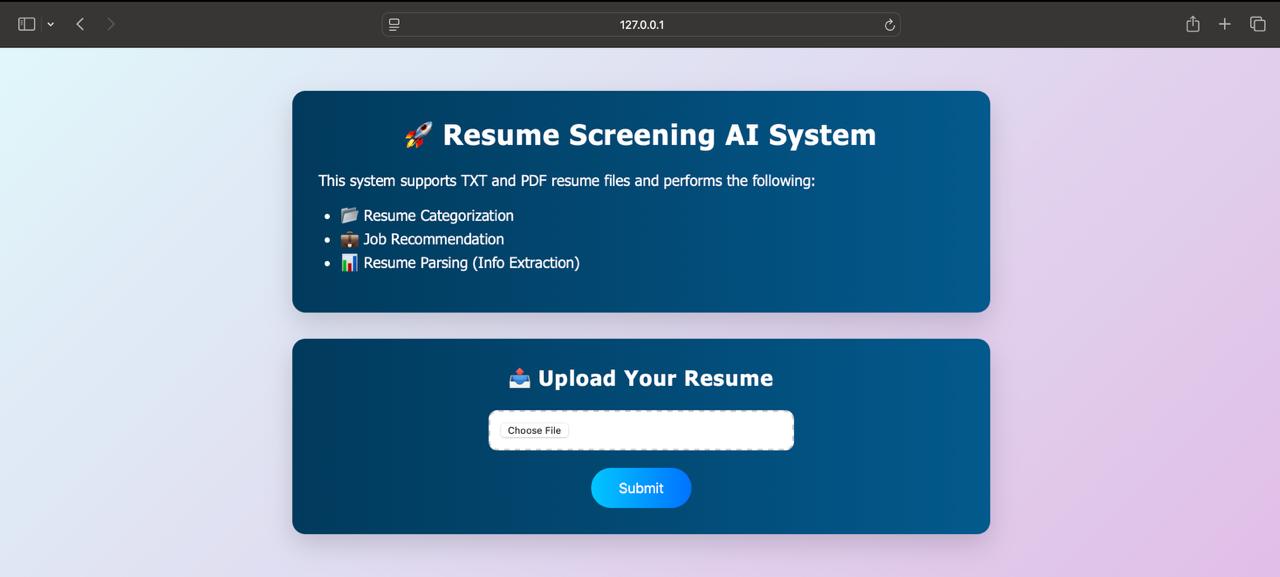 127.0.0.1
🚀 Resume Screening AI System
This system supports TXT and PDF resume files and performs the following:
• 📂 Resume Categorization
• 💼 Job Recommendation
• 📊 Resume Parsing (Info Extraction)
📤 Upload Your Resume
Choose File
Submit